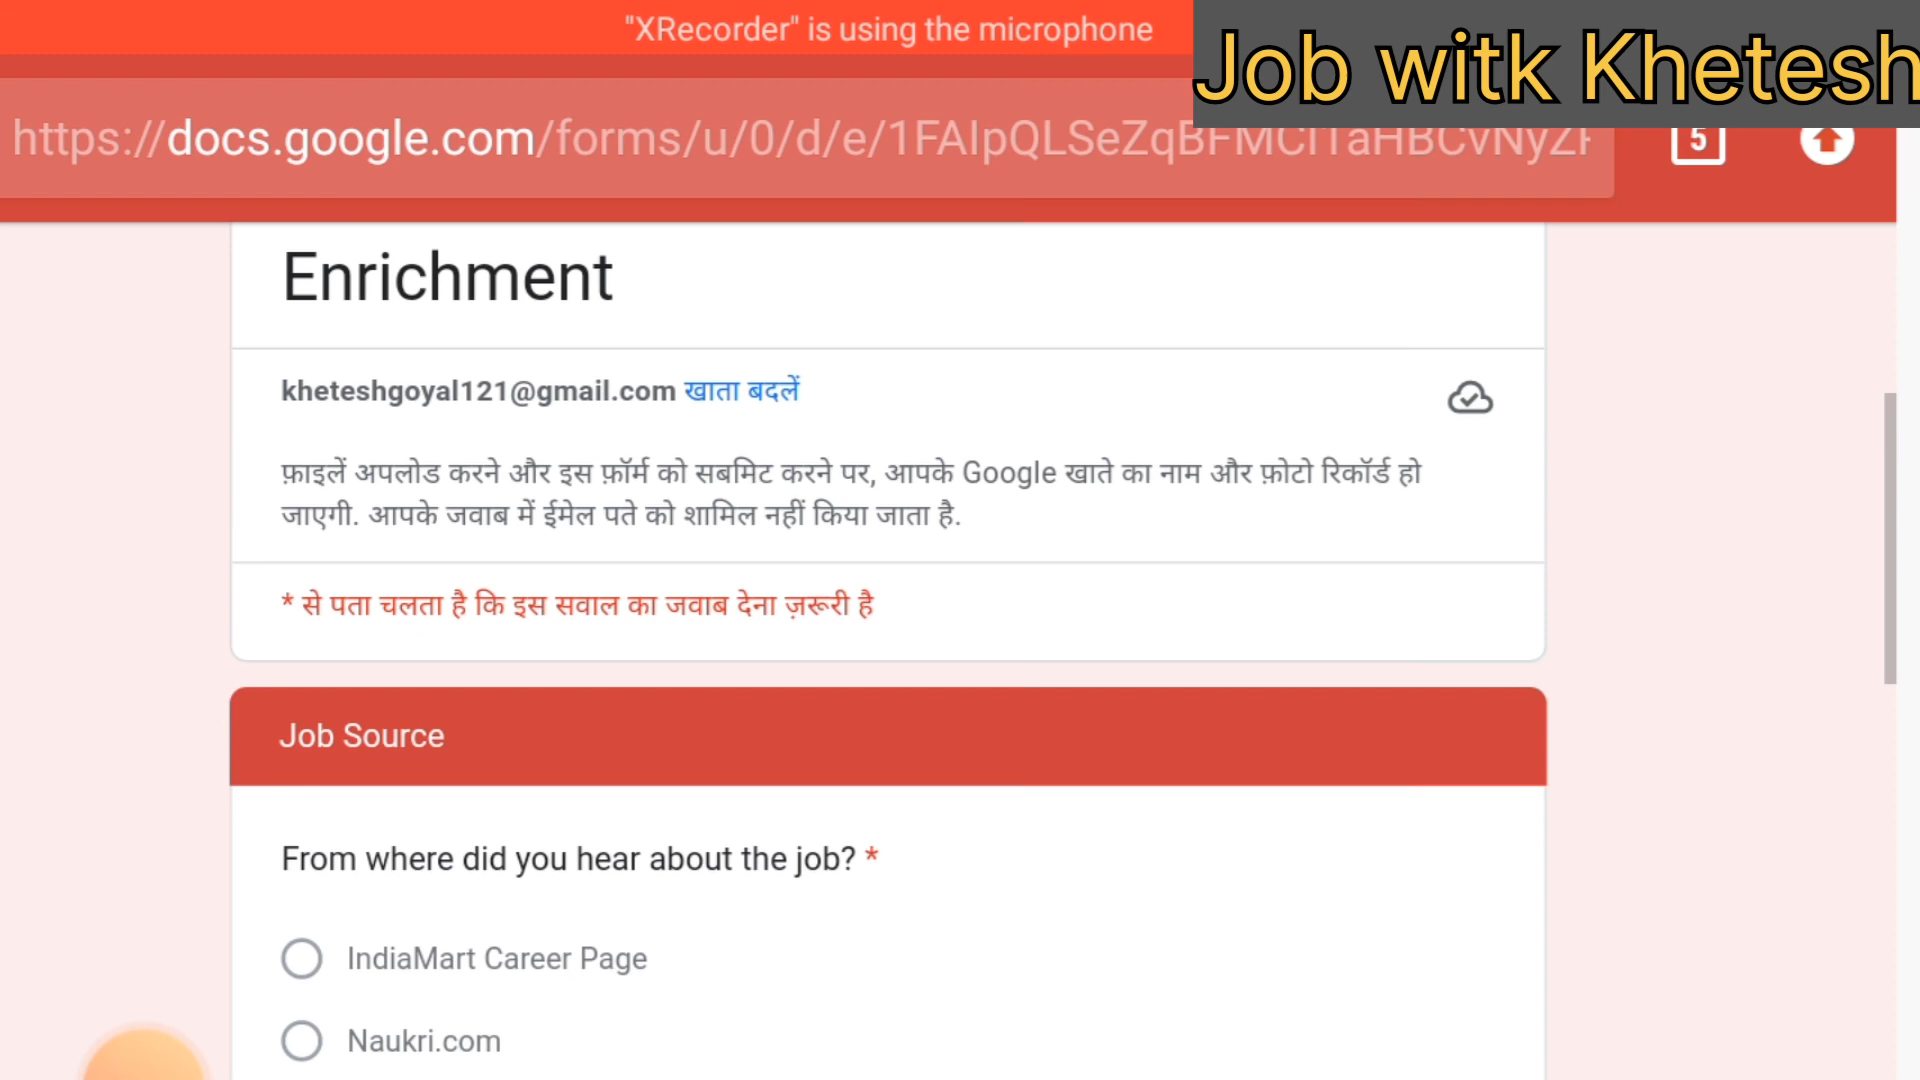 "XRecorder" is using the microphone
Job witk Khetesh
https://docs.google.com/forms/u/0/d/e/
5
Enrichment
kheteshgoyal121@gmail.com खाता बदलें
फ़ाइलें अपलोड करने और इस फ़ॉर्म को सबमिट करने पर, आपके Google खाते का नाम और फ़ोटो रिकॉर्ड हो
जाएगी. आपके जवाब में ईमेल पते को शामिल नहीं किया जाता है.
* से पता चलता है कि इस सवाल का जवाब देना ज़रूरी है
Job Source
From where did you hear about the job? *
IndiaMart Career Page
Naukri.com